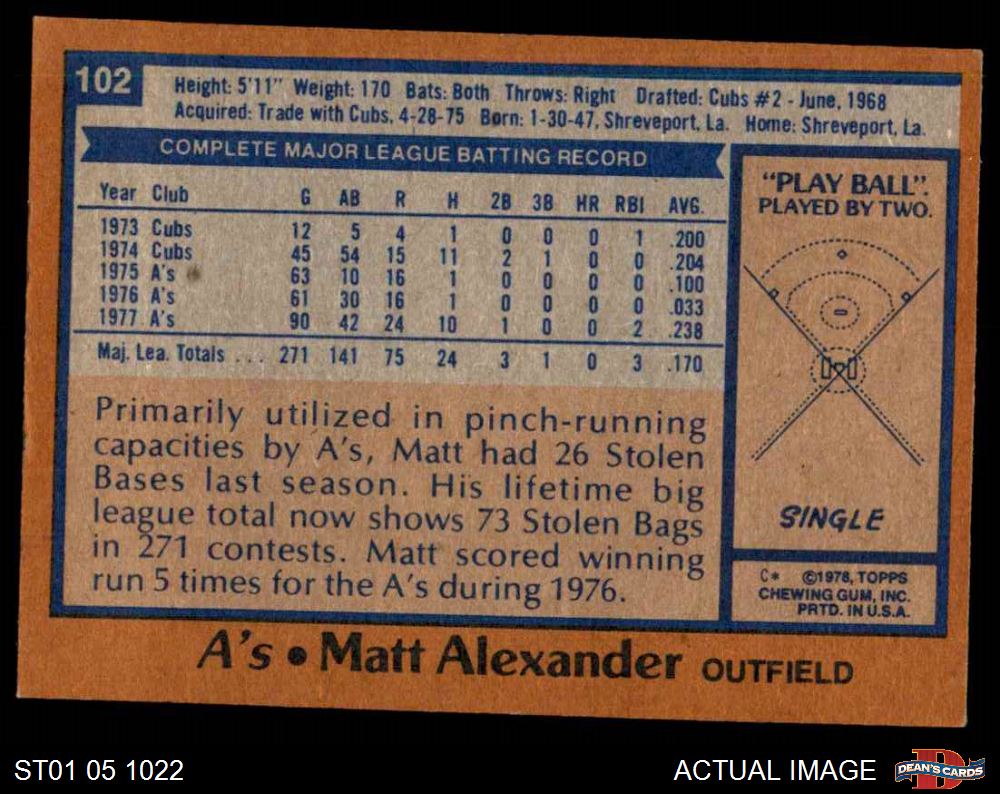 102
Height: 5'11" Weight: 170 Bats: Both Throws: Right Drafted: Cubs #2 - June, 1968
Acquired: Trade with Cubs, 4-28-75 Born: 1-30-47, Shreveport, La. Home: Shreveport, La.
COMPLETE MAJOR LEAGUE BATTING RECORD
Year Club G AB R H 2B 3B HR RBI AVG.
1973 Cubs 12 5 4 1 0 0 0 1 .200
1974 Cubs 45 54 15 11 2 1 0 0 .204
1975 A's 63 10 16 1 0 0 0 0 .100
1976 A's 61 30 16 1 0 0 0 0 .033
1977 A's 90 42 24 10 1 0 0 2 .238
Maj. Lea. Totals ... 271 141 75 24 3 1 0 3 .170
Primarily utilized in pinch-running
capacities by A's, Matt had 26 Stolen
Bases last season. His lifetime big
league total now shows 73 Stolen Bags
in 271 contests. Matt scored winning
run 5 times for the A's during 1976.
"PLAY BALL".
PLAYED BY TWO.
SINGLE
C* ©1978, TOPPS
CHEWING GUM, INC.
PRTD. IN U.S.A.
A's • Matt Alexander OUTFIELD
ST01 05 1022
ACTUAL IMAGE
D
DEAN'S CARDS